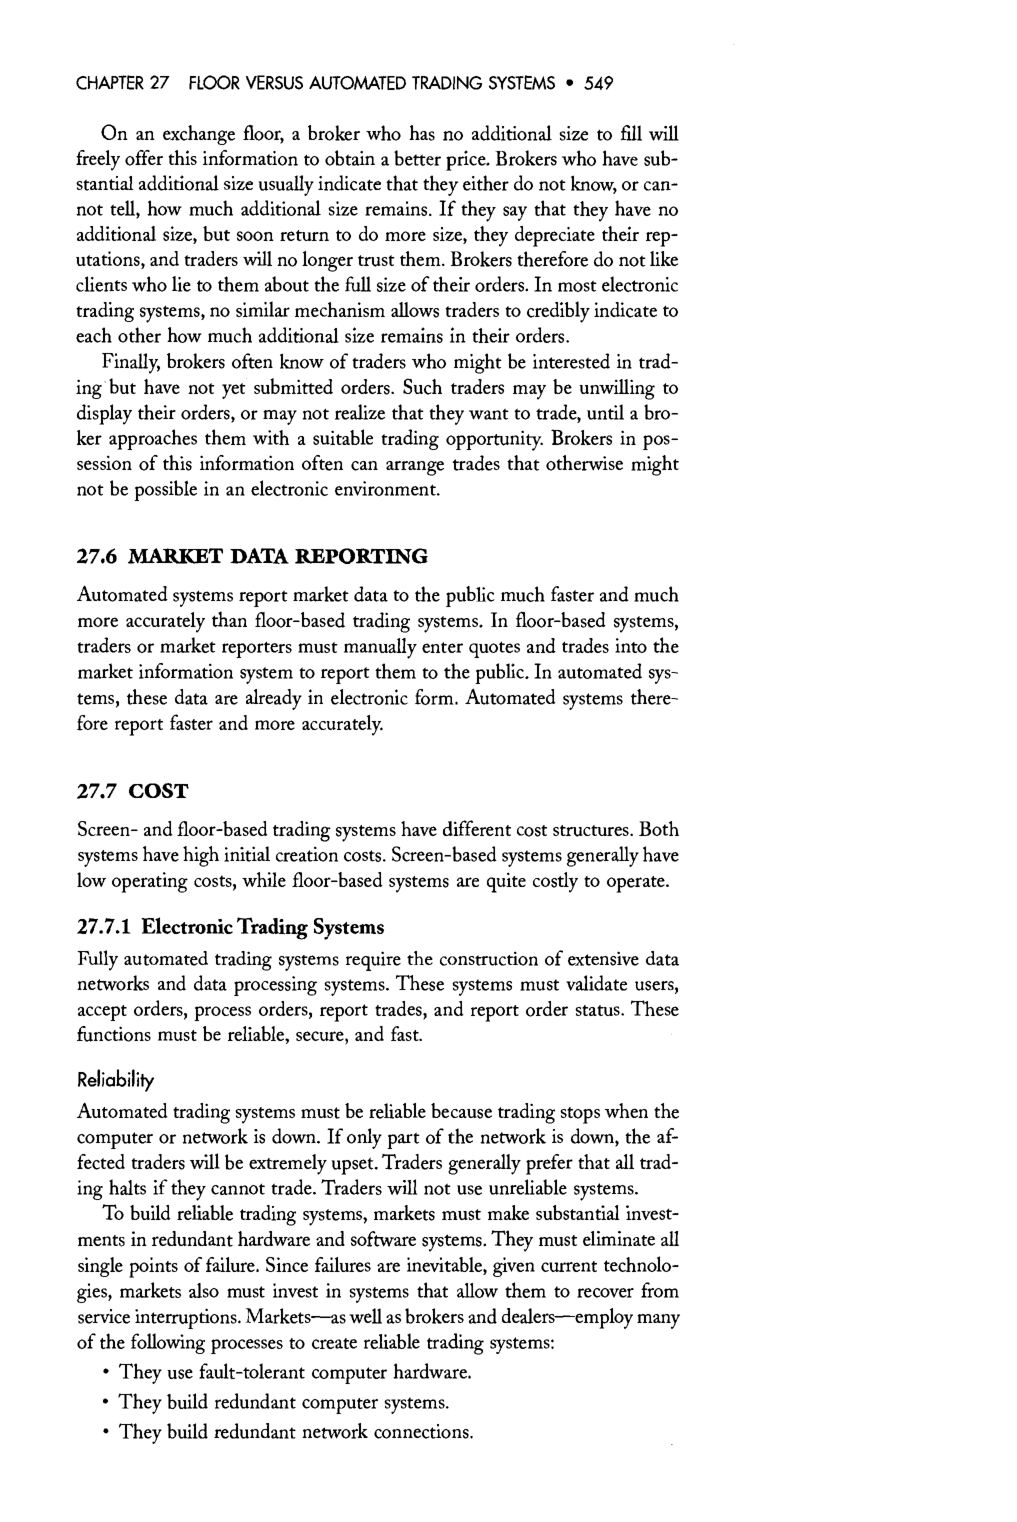 CHAPTER 27 FLOOR VERSUS AUTOMATED TRADING SYSTEMS • 549
On an exchange floor, a broker who has no additional size to fill will
freely offer this information to obtain a better price. Brokers who have sub-
stantial additional size usually indicate that they either do not know, or can-
not tell, how much additional size remains. If they say that they have no
additional size, but soon return to do more size, they depreciate their rep-
utations, and traders will no longer trust them. Brokers therefore do not like
clients who lie to them about the full size of their orders. In most electronic
trading systems, no similar mechanism allows traders to credibly indicate to
each other how much additional size remains in their orders.
Finally, brokers often know of traders who might be interested in trad-
ing but have not yet submitted orders. Such traders may be unwilling to
display their orders, or may not realize that they want to trade, until a bro-
ker approaches them with a suitable trading opportunity. Brokers in pos-
session of this information often can arrange trades that otherwise might
not be possible in an electronic environment.
27.6 MARKET DATA REPORTING
Automated systems report market data to the public much faster and much
more accurately than floor-based trading systems. In floor-based systems,
traders or market reporters must manually enter quotes and trades into the
market information system to report them to the public. In automated sys-
tems, these data are already in electronic form. Automated systems there-
fore report faster and more accurately.
27.7 COST
Screen- and floor-based trading systems have different cost structures. Both
systems have high initial creation costs. Screen-based systems generally have
low operating costs, while floor-based systems are quite costly to operate.
27.7.1 Electronic Trading Systems
Fully automated trading systems require the construction of extensive data
networks and data processing systems. These systems must validate users,
accept orders, process orders, report trades, and report order status. These
functions must be reliable, secure, and fast.
Reliability
Automated trading systems must be reliable because trading stops when the
computer or network is down. If only part of the network is down, the af-
fected traders will be extremely upset. Traders generally prefer that all trad-
ing halts if they cannot trade. Traders will not use unreliable systems.
To build reliable trading systems, markets must make substantial invest-
ments in redundant hardware and software systems. They must eliminate all
single points of failure. Since failures are inevitable, given current technolo-
gies, markets also must invest in systems that allow them to recover from
service interruptions. Markets—as well as brokers and dealers—employ many
of the following processes to create reliable trading systems:
• They use fault-tolerant computer hardware.
• They build redundant computer systems.
• They build redundant network connections.